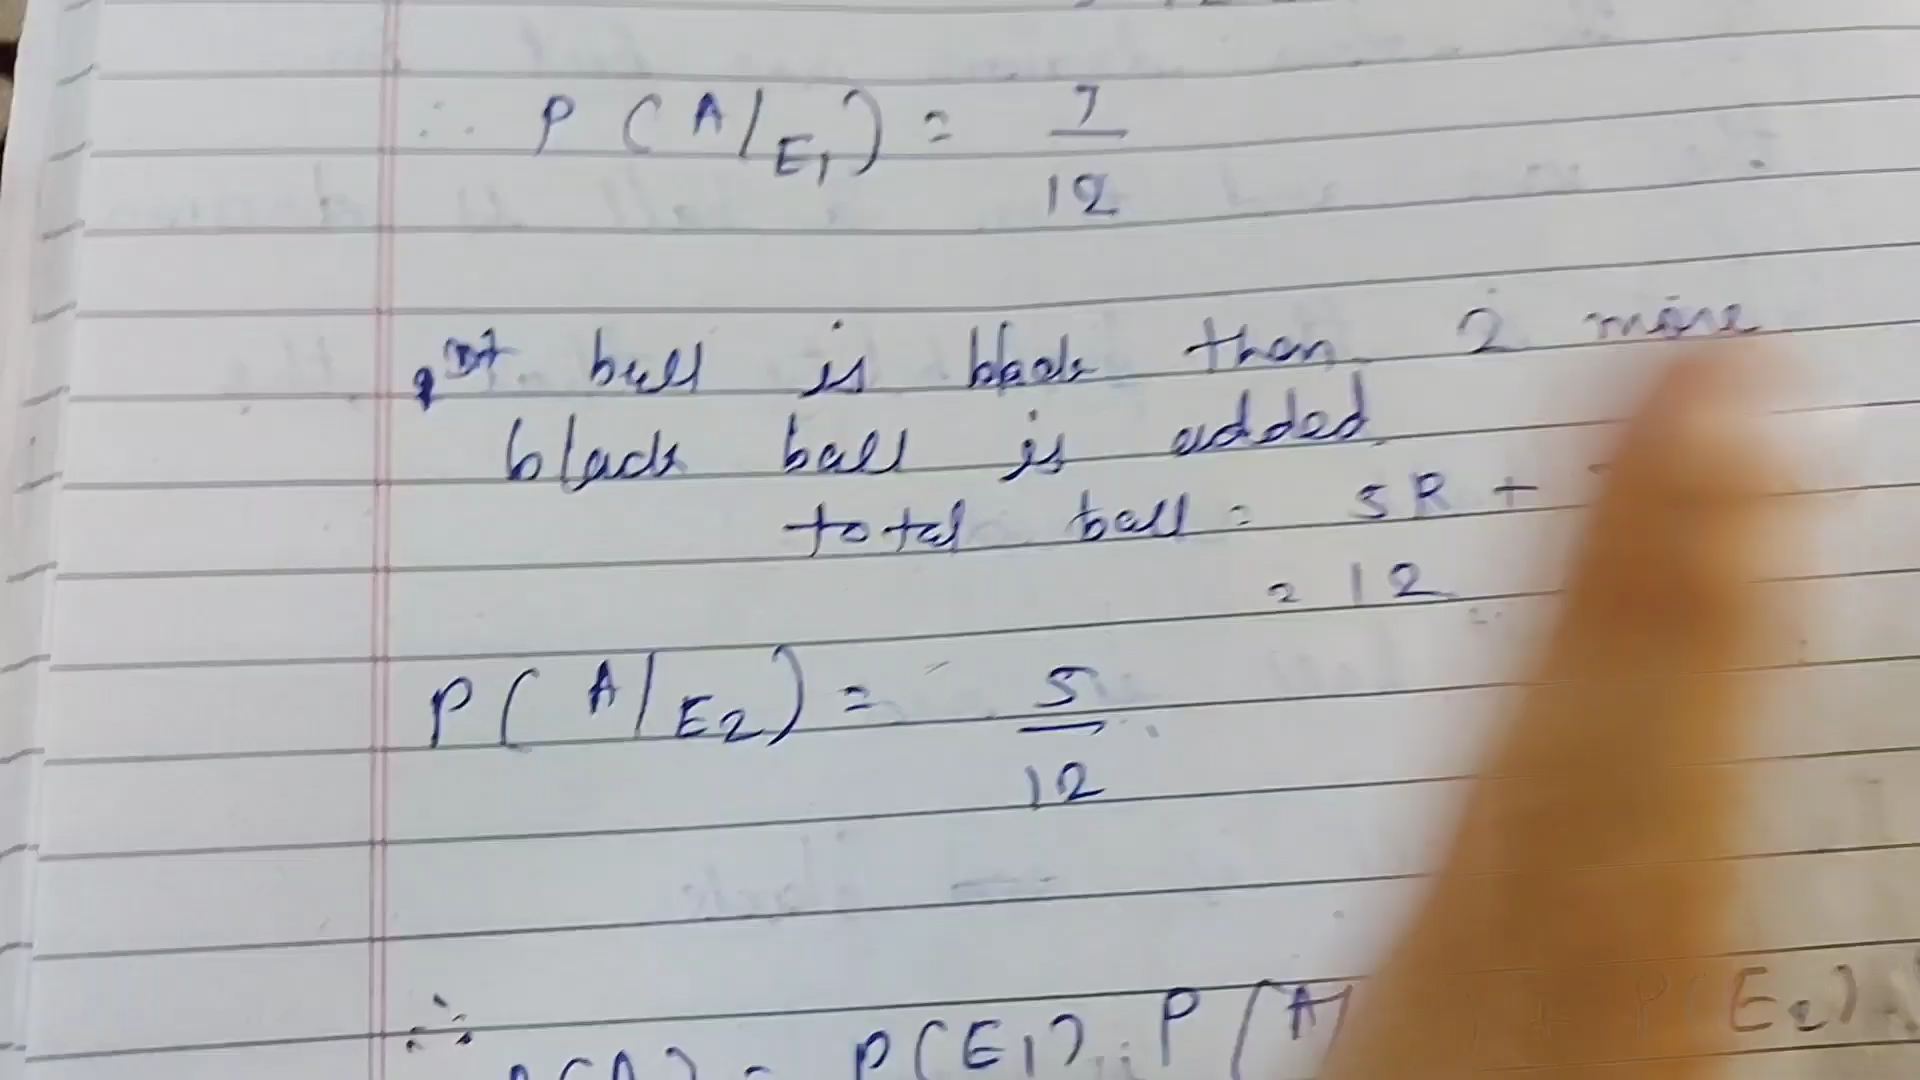 ∴ P(A/E₁) = 7/12
ball is black then 2 more
black ball is added
total ball = 5R +
= 12
P(A/E₂) = 5/12
∴ P(A) = P(E₁). P(A/ + P(E₂)